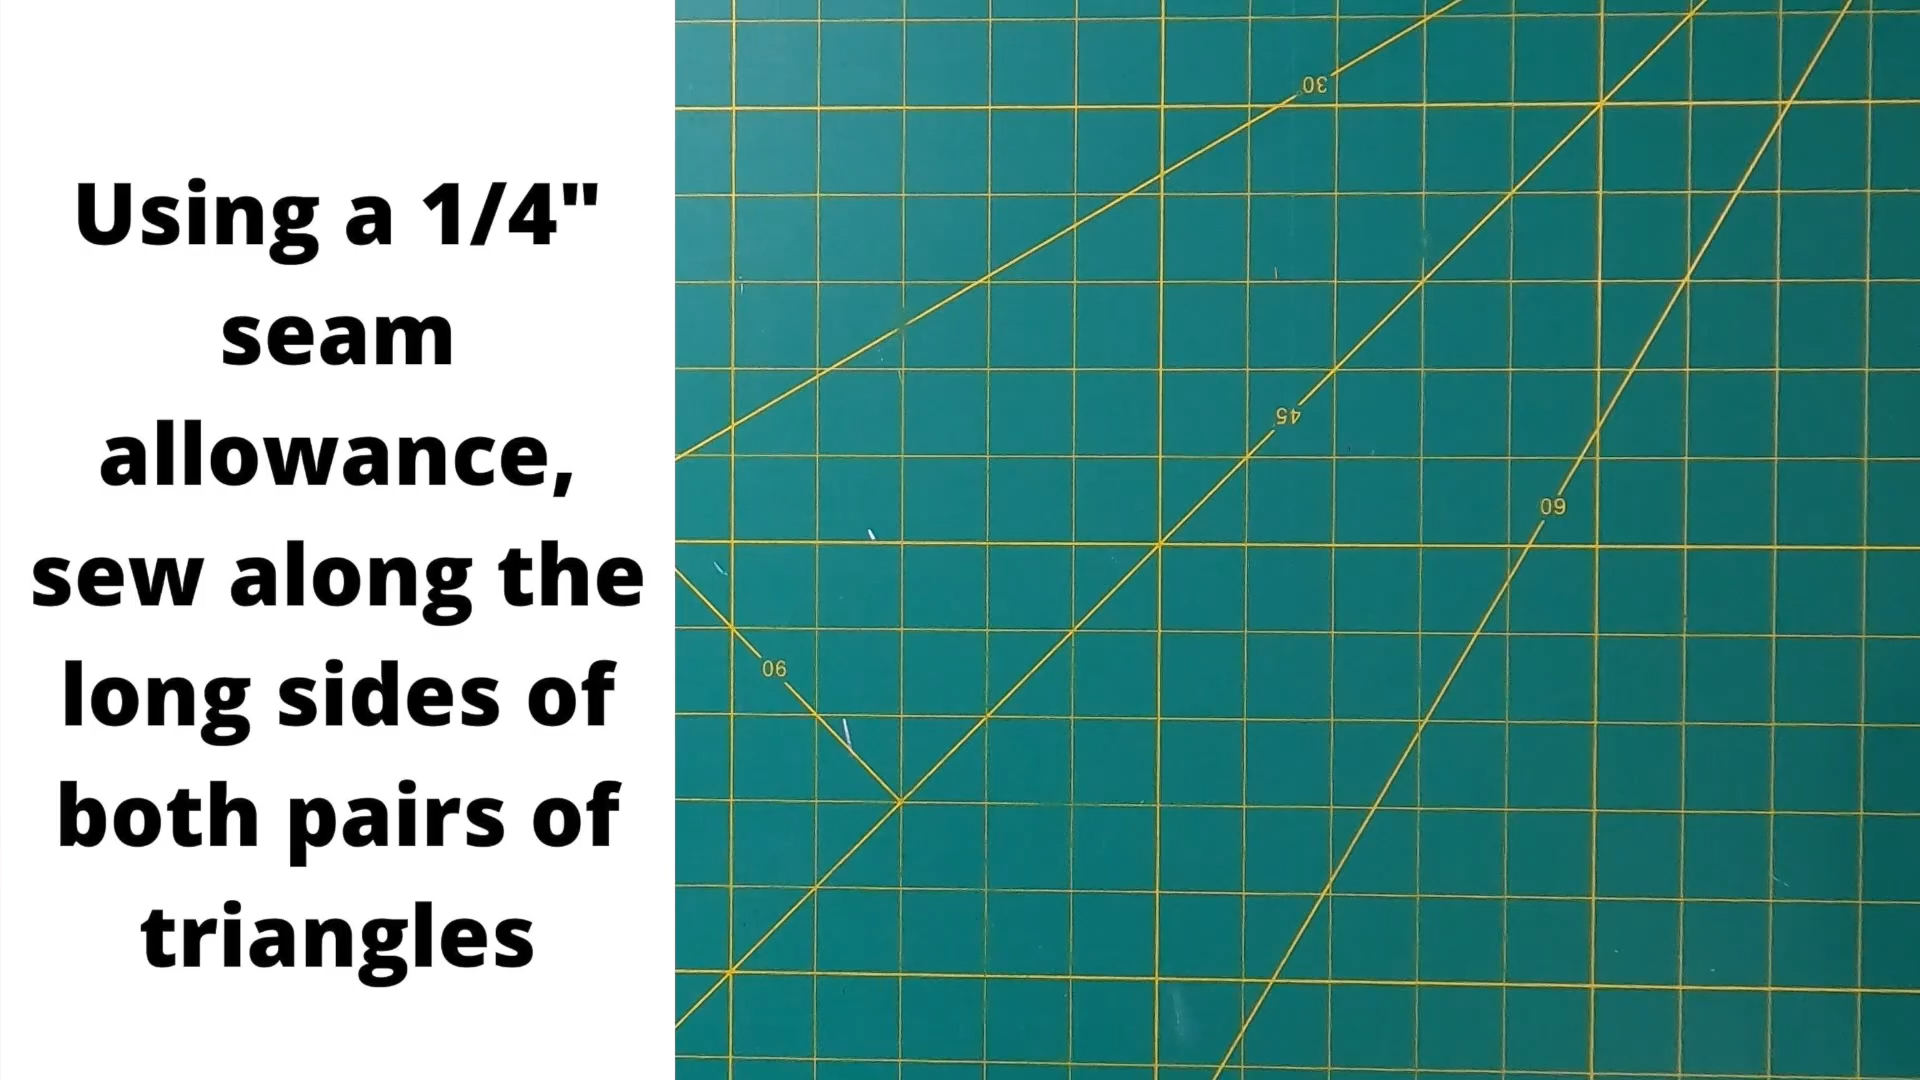 Using a 1/4"
seam
allowance,
sew along the
long sides of
both pairs of
triangles
30
45
60
90